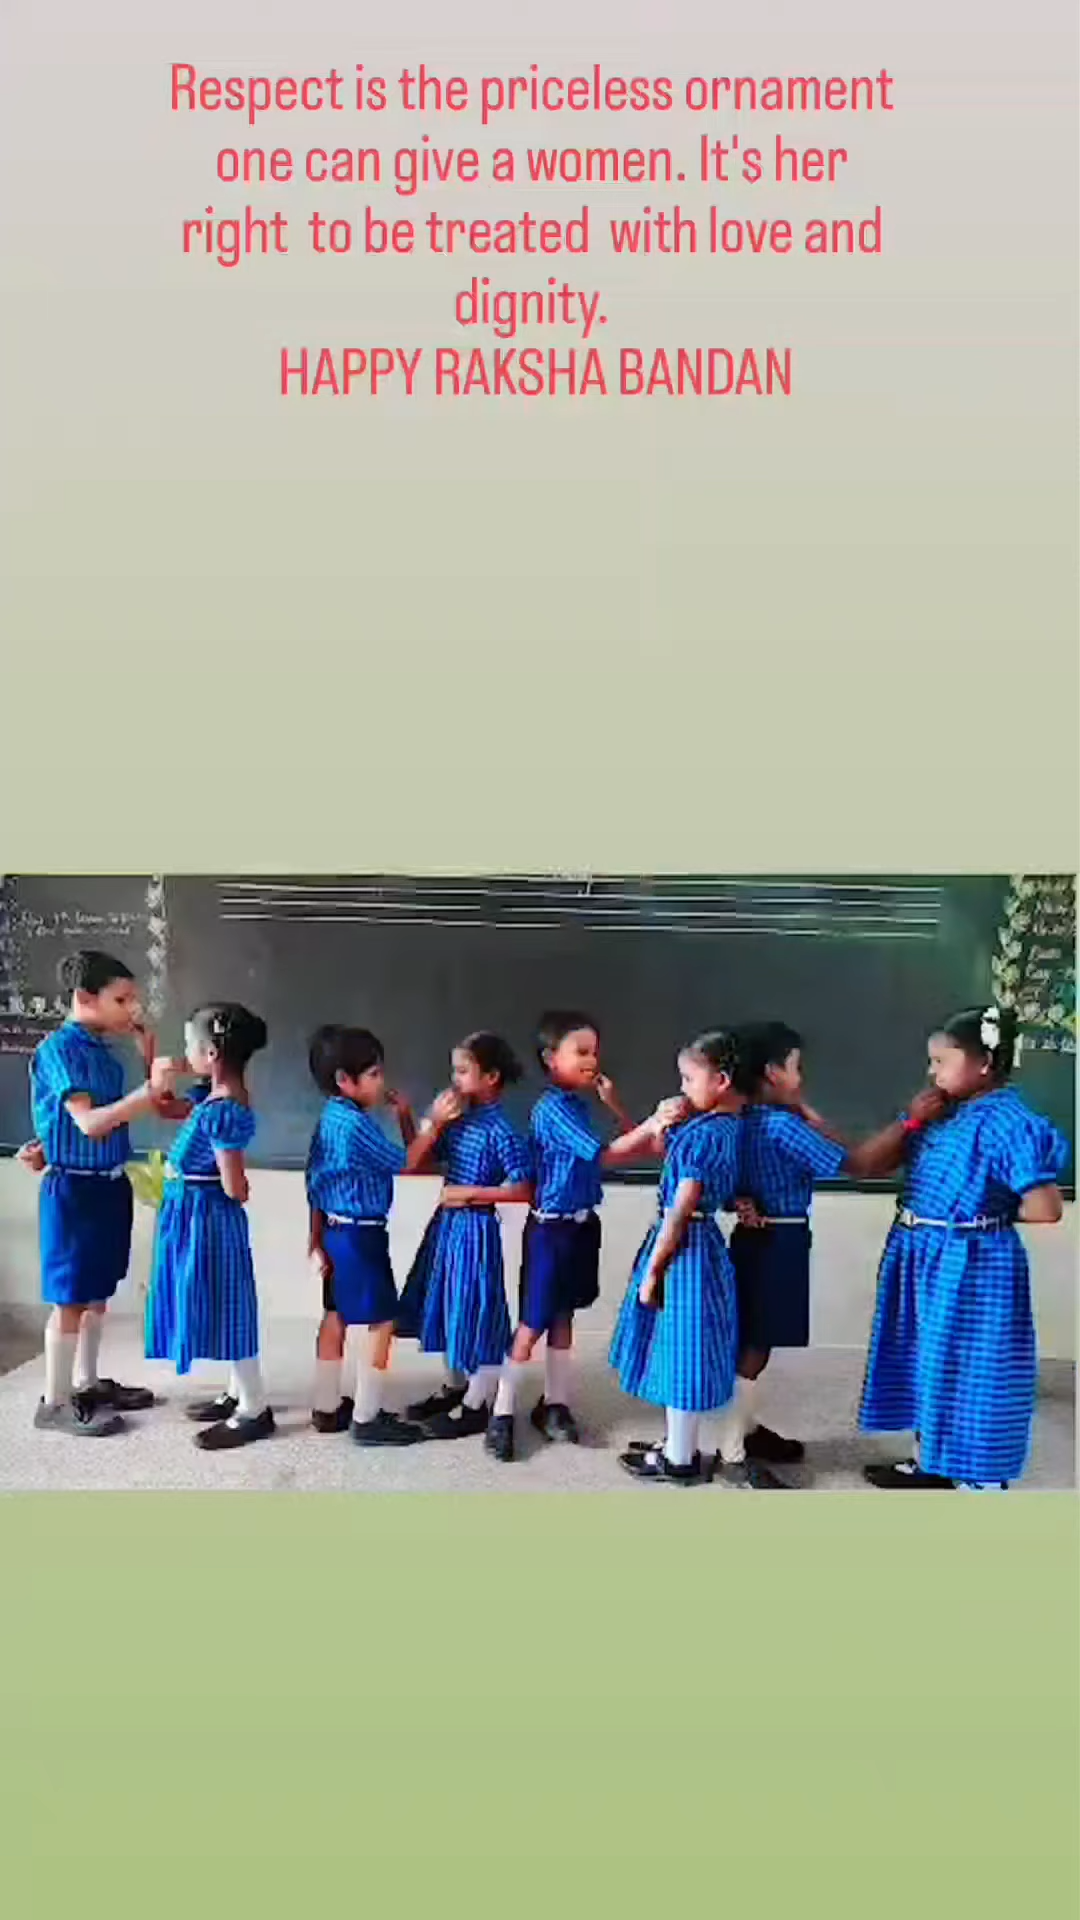 Respect is the priceless ornament
one can give a women. It's her
right to be treated with love and
dignity.
HAPPY RAKSHA BANDAN